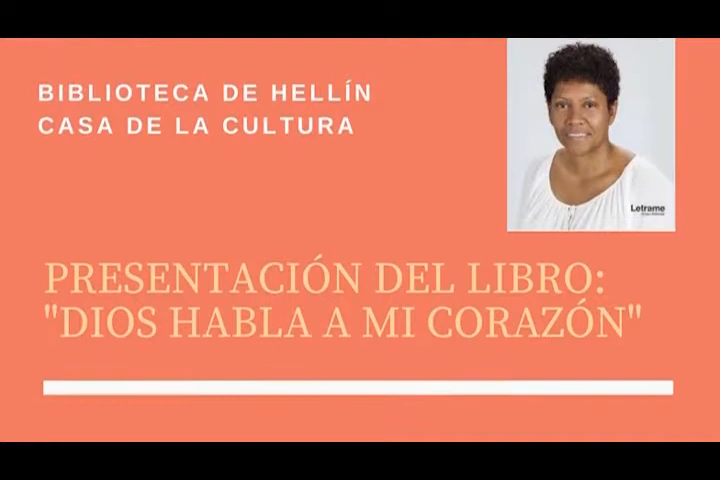 BIBLIOTECA DE HELLÍN
CASA DE LA CULTURA
Letrame
PRESENTACIÓN DEL LIBRO:
"DIOS HABLA A MI CORAZÓN"